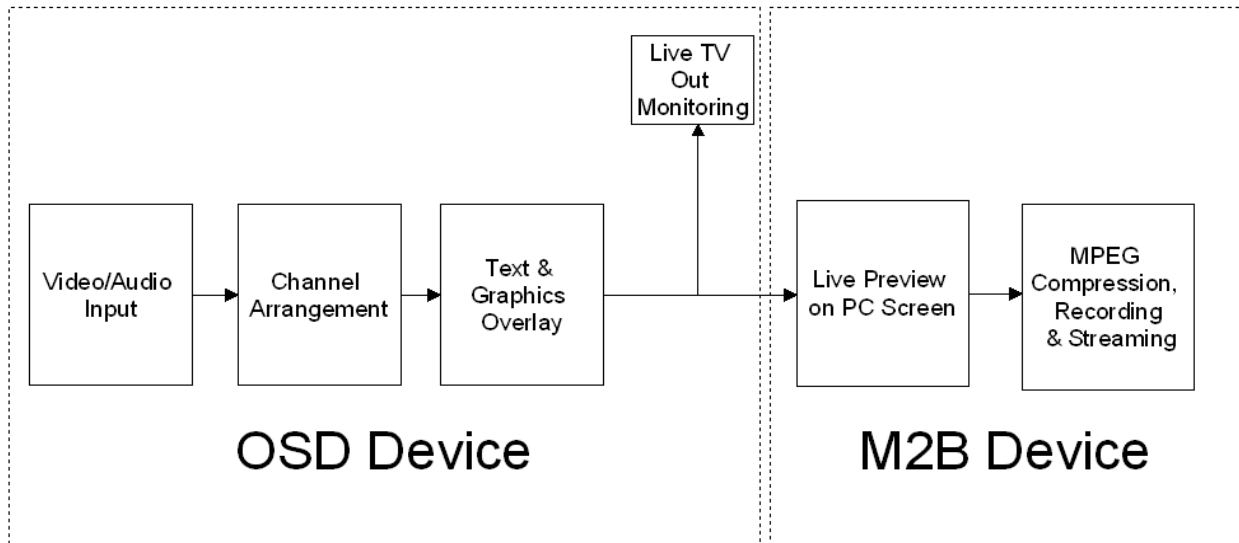 Live TV
Out
Monitoring
Video/Audio
Input
Channel
Arrangement
Text &
Graphics
Overlay
Live Preview
on PC Screen
MPEG
Compression,
Recording
& Streaming
OSD Device
M2B Device